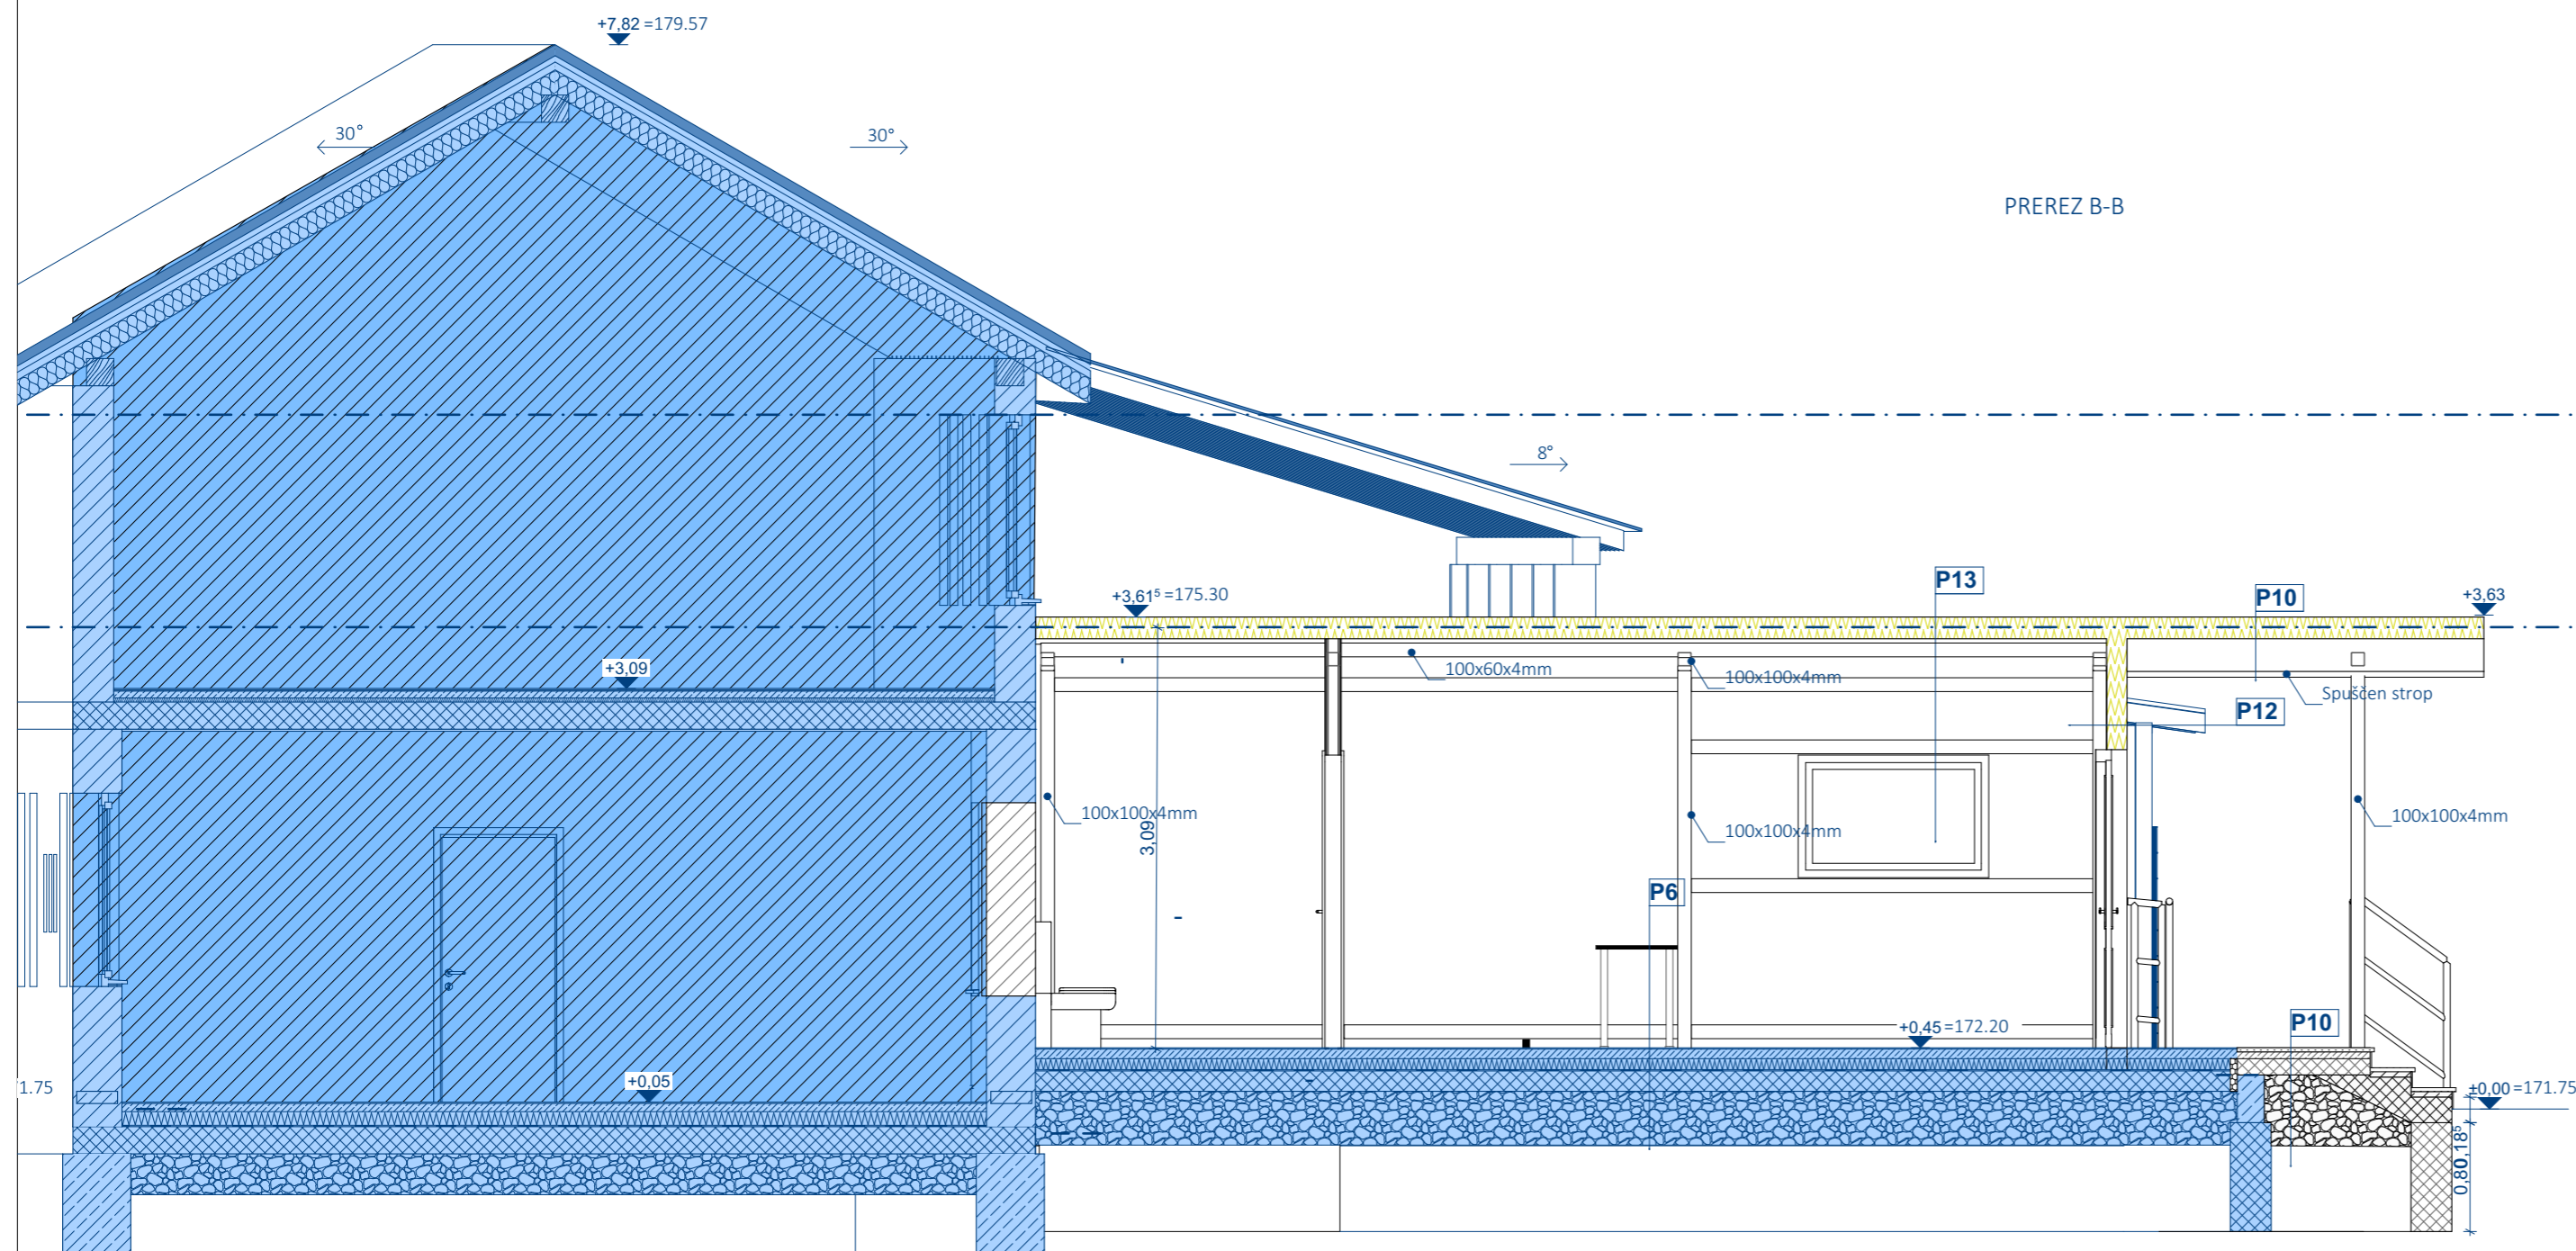 +7,82 =179.57
30°
30°
PREREZ B-B
8°
P13
+3,61⁵ =175.30
P10
+3,63
+3,09
100x60x4mm
100x100x4mm
Spuščen strop
P12
100x100x4mm
3,09
100x100x4mm
100x100x4mm
P6
+0,45 =172.20
P10
+0,05
1.75
±0,00 =171.75
0,18⁵
0,80